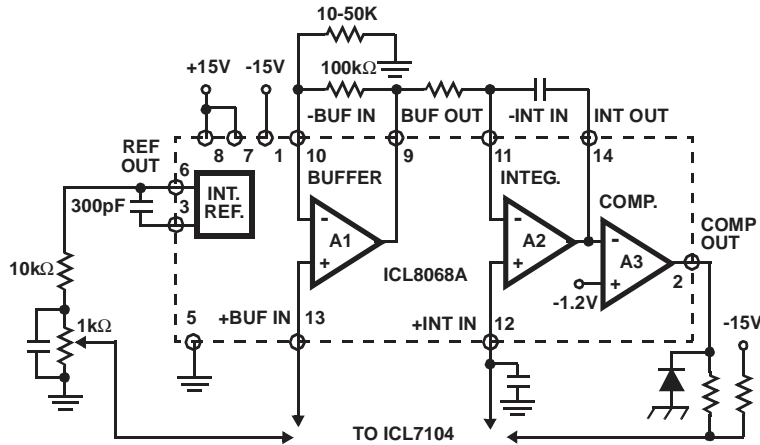 10-50K
+15V
-15V
100kΩ
-BUF IN
BUF OUT
-INT IN
INT OUT
REF
OUT
8
7
1
10
9
11
14
6
INT.
REF.
BUFFER
INTEG.
COMP.
COMP
OUT
300pF
3
-
A1
+
-
A2
+
-
A3
+
ICL8068A
-1.2V
2
10kΩ
1kΩ
5
+BUF IN
13
+INT IN
12
-15V
TO ICL7104